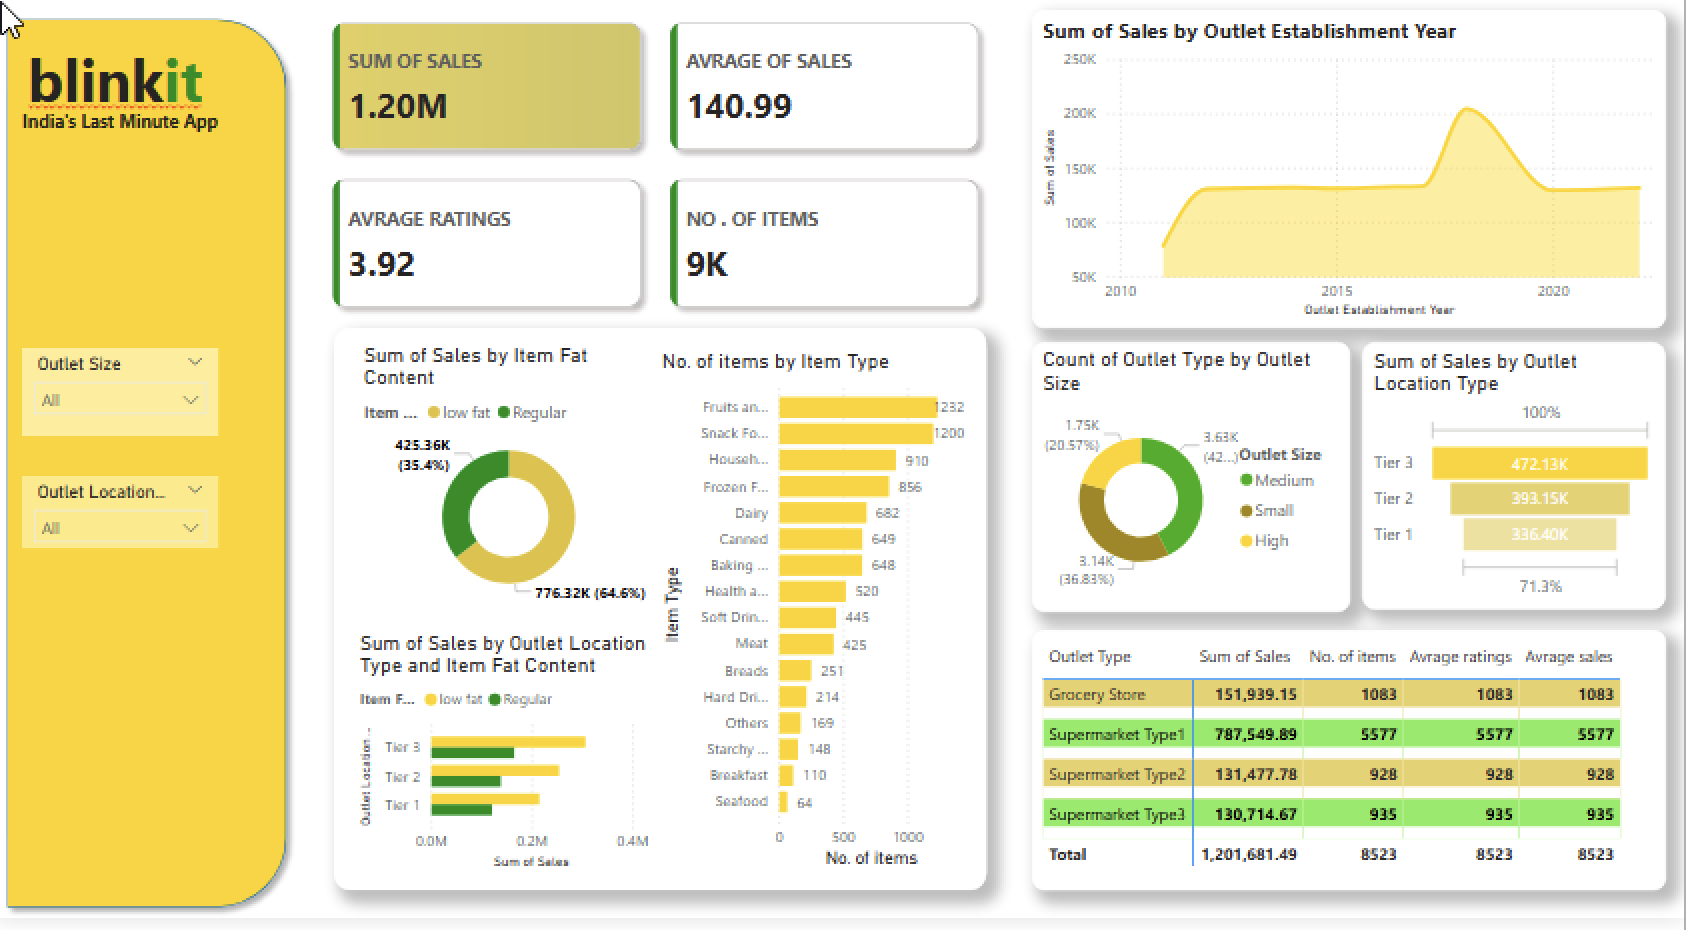 blinkit
India's Last Minute App
Outlet Size
All
Outlet Location...
All
SUM OF SALES
1.20M
AVRAGE OF SALES
140.99
AVRAGE RATINGS
3.92
NO . OF ITEMS
9K
Sum of Sales by Item Fat
Content
Item ... low fat Regular
425.36K
(35.4%)
776.32K (64.6%)
Sum of Sales by Outlet Location
Type and Item Fat Content
Item F... low fat Regular
Outlet Location...
Tier 3
Tier 2
Tier 1
0.0M 0.2M 0.4M
Sum of Sales
No. of items by Item Type
Item Type
Fruits an... 1232
Snack Fo... 1200
Househ... 910
Frozen F... 856
Dairy 682
Canned 649
Baking ... 648
Health a... 520
Soft Drin... 445
Meat 425
Breads 251
Hard Dri... 214
Others 169
Starchy ... 148
Breakfast 110
Seafood 64
0 500 1000
No. of items
Sum of Sales by Outlet Establishment Year
Sum of Sales
250K
200K
150K
100K
50K
2010 2015 2020
Outlet Establishment Year
Count of Outlet Type by Outlet
Size
1.75K
(20.57%)
3.63K
(42...)
3.14K
(36.83%)
Outlet Size
Medium
Small
High
Sum of Sales by Outlet
Location Type
100%
Tier 3 472.13K
Tier 2 393.15K
Tier 1 336.40K
71.3%
Outlet Type Sum of Sales No. of items Avrage ratings Avrage sales
Grocery Store 151,939.15 1083 1083 1083
Supermarket Type1 787,549.89 5577 5577 5577
Supermarket Type2 131,477.78 928 928 928
Supermarket Type3 130,714.67 935 935 935
Total 1,201,681.49 8523 8523 8523